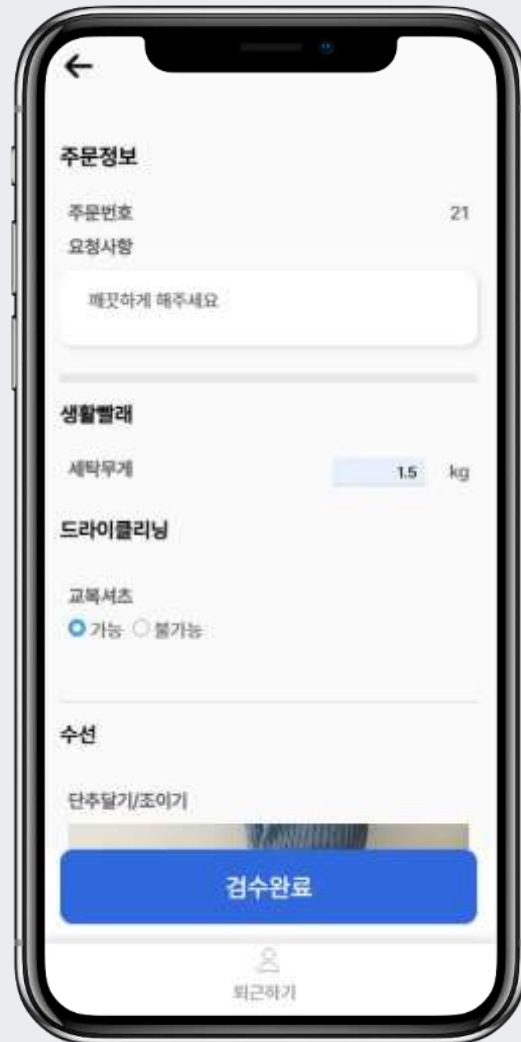 주문정보
주문번호 21
요청사항
깨끗하게 해주세요
생활빨래
세탁무게 1.5 kg
드라이클리닝
교복셔츠
가능 불가능
수선
단추달기/조이기
검수완료
퇴근하기